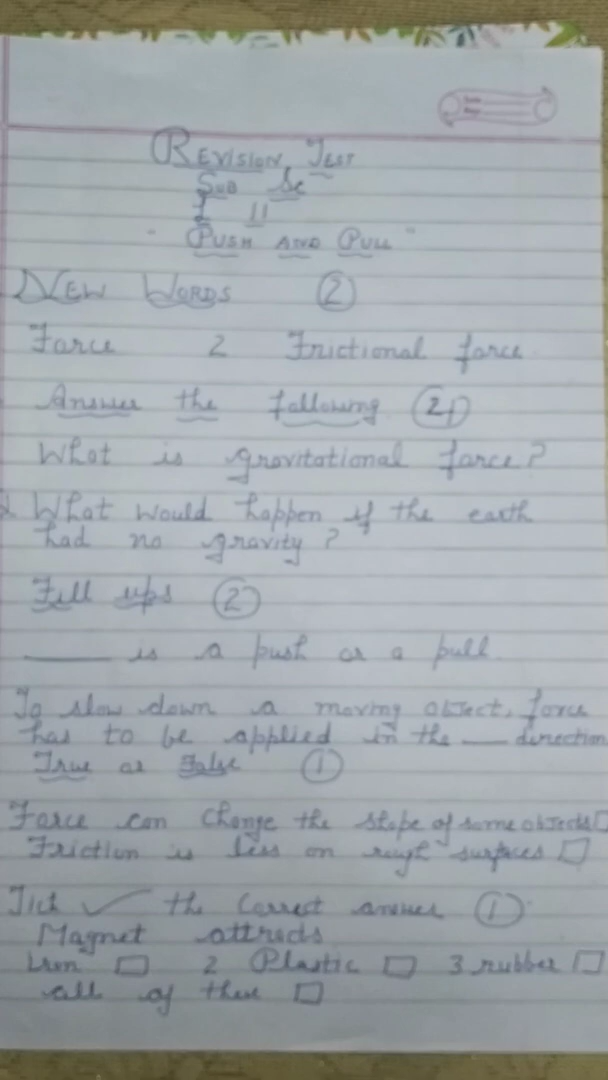 REVISION TEST
SUB Sc
L 11
"PUSH AND PULL"
NEW WORDS 2
Force 2 Frictional force
Answer the following 4
What is gravitational force?
2 What would happen if the earth
had no gravity?
Fill ups 2
____ is a push or a pull.
To slow down a moving object, force
has to be applied in the ____ direction
True or False 1
Force can change the shape of some objects □
Friction is less on rough surfaces □
Tick ✓ the correct answer 1
Magnet attracts
Iron □ 2 Plastic □ 3 rubber □
all of these □